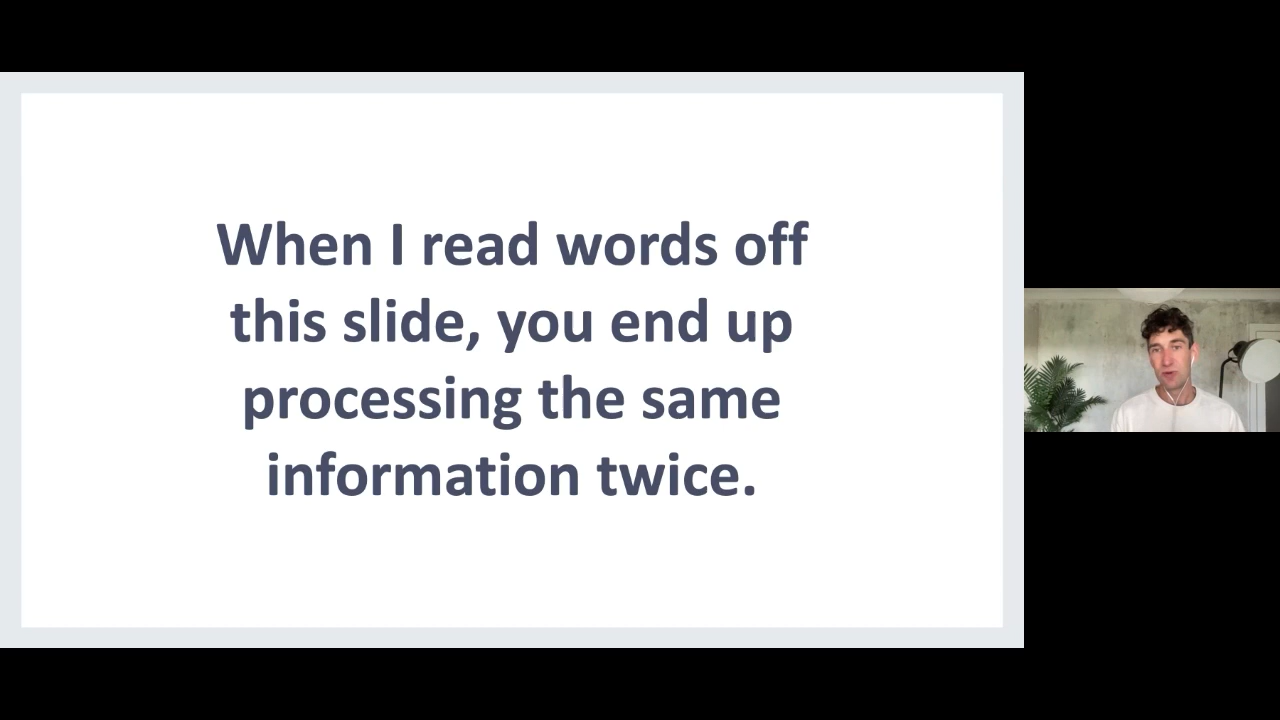 When I read words off
this slide, you end up
processing the same
information twice.